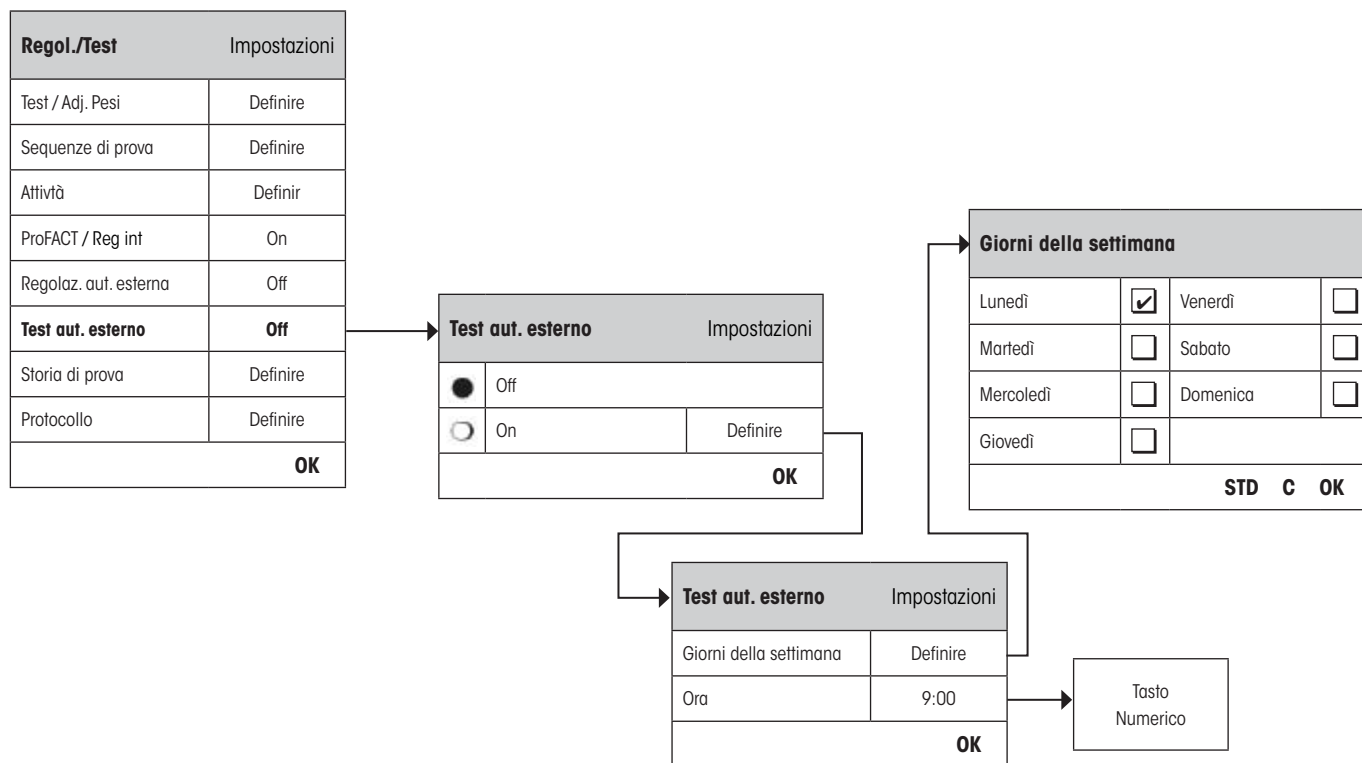 Regol./Test Impostazioni
Test / Adj. Pesi Definire
Sequenze di prova Definire
Attivtà Definir
ProFACT / Reg int On
Regolaz. aut. esterna Off
Test aut. esterno Off
Storia di prova Definire
Protocollo Definire
OK
Test aut. esterno Impostazioni
Off
On Definire
OK
Test aut. esterno Impostazioni
Giorni della settimana Definire
Ora 9:00
OK
Giorni della settimana
Lunedì Venerdì
Martedì Sabato
Mercoledì Domenica
Giovedì
STD C OK
Tasto
Numerico